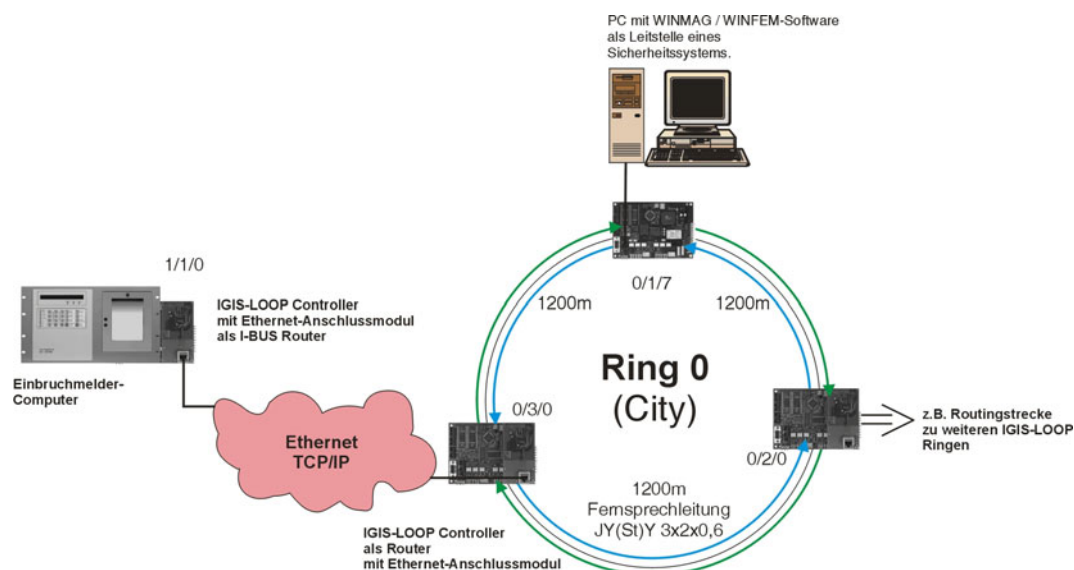 PC mit WINMAG / WINFEM-Software
als Leitstelle eines
Sicherheitssystems.
1/1/0
IGIS-LOOP Controller
mit Ethernet-Anschlussmodul
als I-BUS Router
Einbruchmelder-
Computer
0/1/7
1200m
1200m
Ring 0
(City)
0/3/0
Ethernet
TCP/IP
z.B. Routingstrecke
zu weiteren IGIS-LOOP
Ringen
0/2/0
1200m
Fernsprechleitung
JY(St)Y 3x2x0,6
IGIS-LOOP Controller
als Router
mit Ethernet-Anschlussmodul